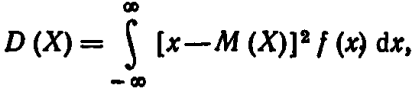 D (X) = ∫_{-∞}^{∞} [x—M (X)]² f (x) dx,